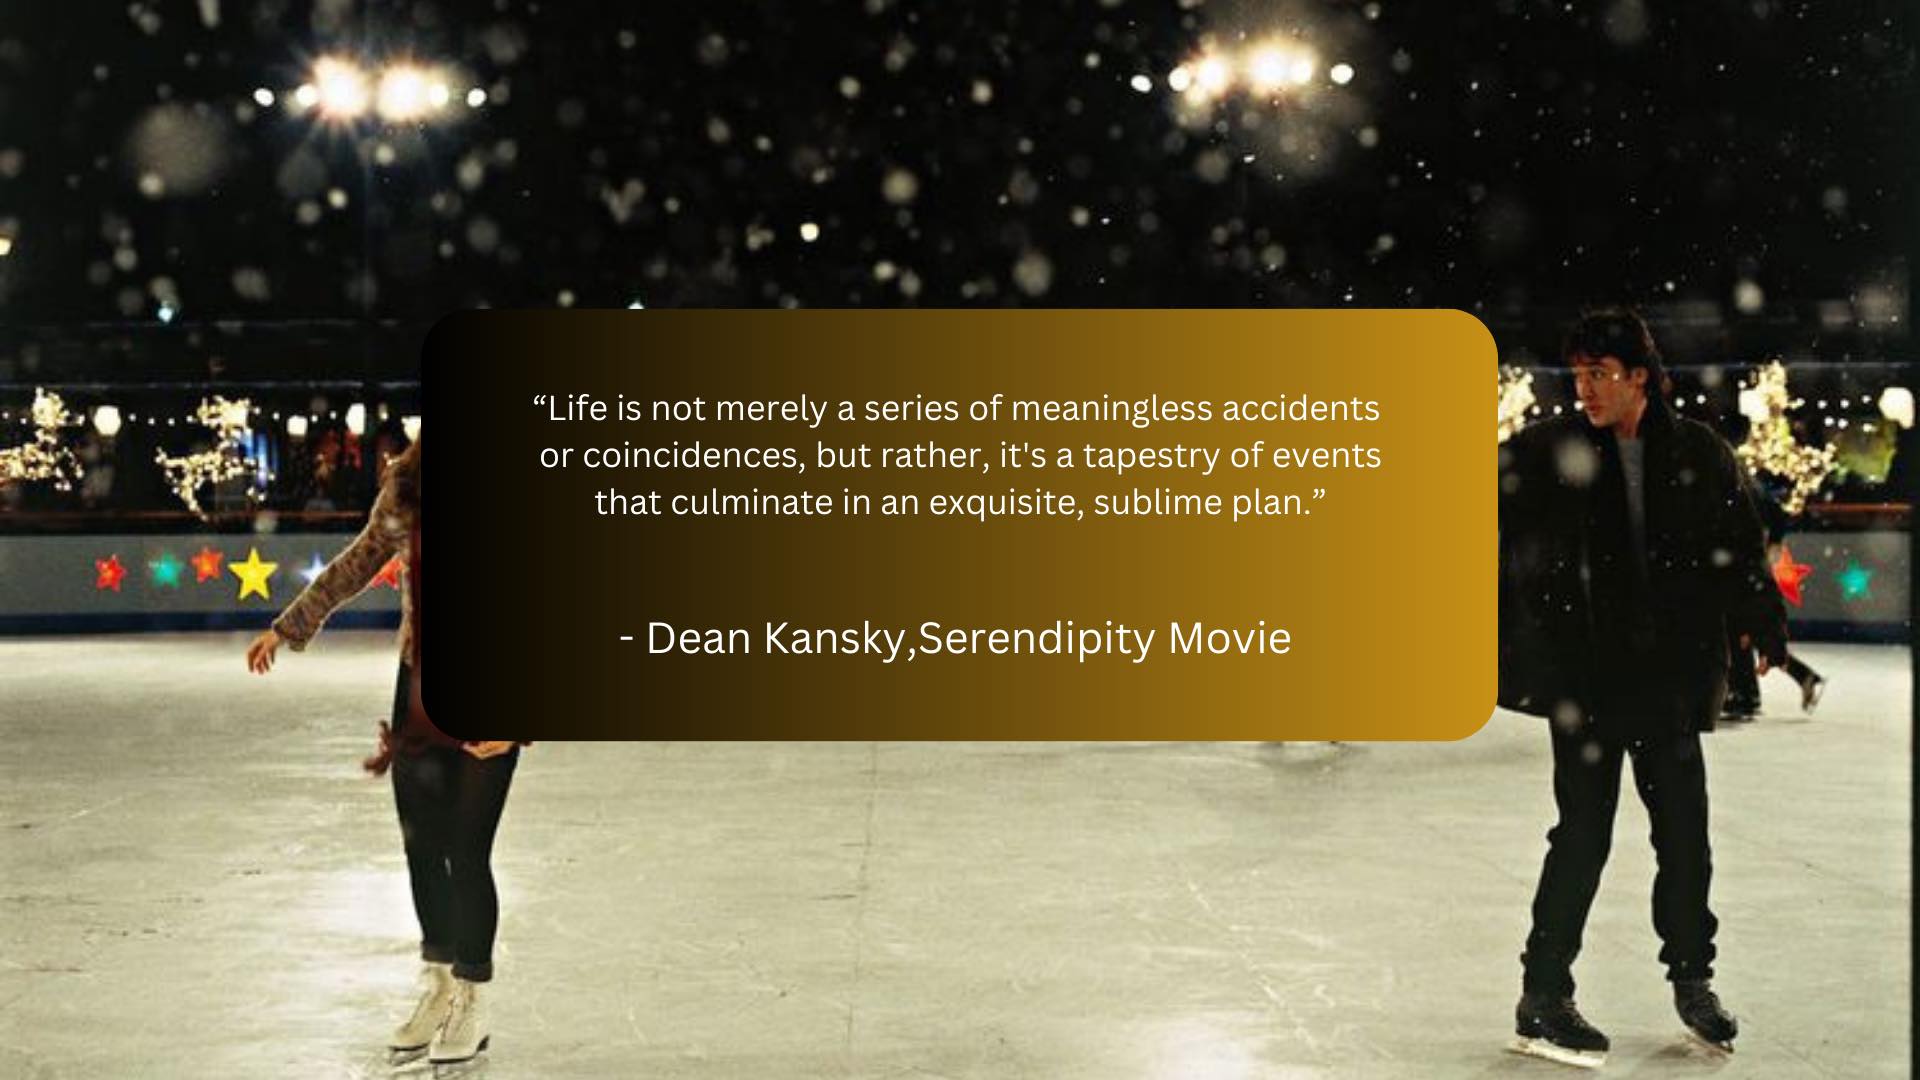 “Life is not merely a series of meaningless accidents
or coincidences, but rather, it's a tapestry of events
that culminate in an exquisite, sublime plan.”
- Dean Kansky,Serendipity Movie